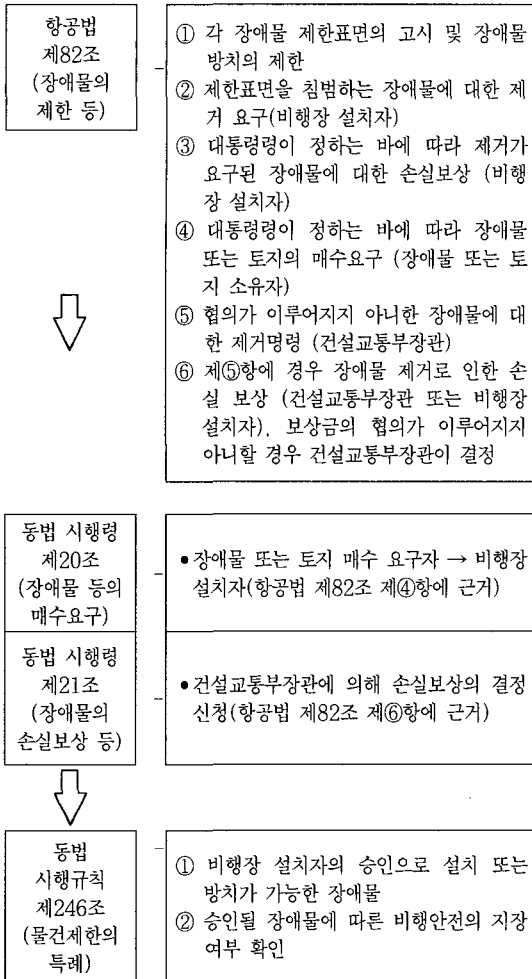 항공법
제82조
(장애물의
제한 등)
① 각 장애물 제한표면의 고시 및 장애물
방치의 제한
② 제한표면을 침범하는 장애물에 대한 제
거 요구(비행장 설치자)
③ 대통령령이 정하는 바에 따라 제거가
요구된 장애물에 대한 손실보상 (비행
장 설치자)
④ 대통령령이 정하는 바에 따라 장애물
또는 토지의 매수요구 (장애물 또는 토
지 소유자)
⑤ 협의가 이루어지지 아니한 장애물에 대
한 제거명령 (건설교통부장관)
⑥ 제⑤항에 경우 장애물 제거로 인한 손
실 보상 (건설교통부장관 또는 비행장
설치자), 보상금의 협의가 이루어지지
아니할 경우 건설교통부장관이 결정
동법 시행령
제20조
(장애물 등의
매수요구)
• 장애물 또는 토지 매수 요구자 → 비행장
설치자(항공법 제82조 제④항에 근거)
동법 시행령
제21조
(장애물의
손실보상 등)
• 건설교통부장관에 의해 손실보상의 결정
신청(항공법 제82조 제⑥항에 근거)
동법
시행규칙
제246조
(물건제한의
특례)
① 비행장 설치자의 승인으로 설치 또는
방치가 가능한 장애물
② 승인될 장애물에 따른 비행안전의 지장
여부 확인